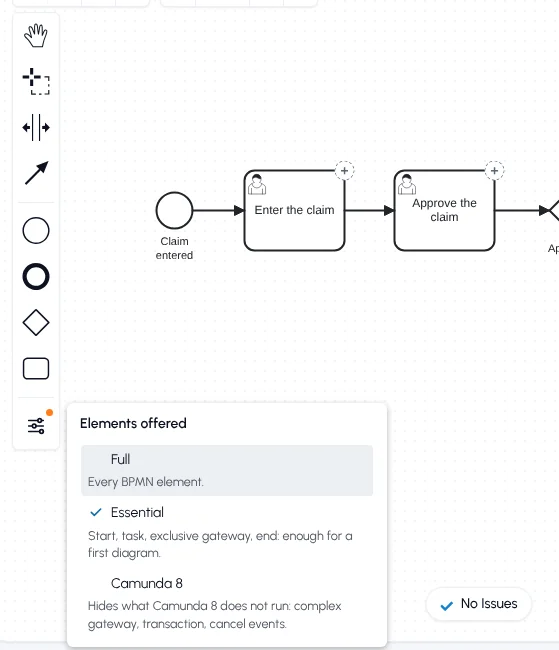 Enter the claim
Approve the
claim
Claim
entered
Elements offered
Full
Every BPMN element.
Essential
Start, task, exclusive gateway, end: enough for a
first diagram.
Camunda 8
Hides what Camunda 8 does not run: complex
gateway, transaction, cancel events.
No Issues